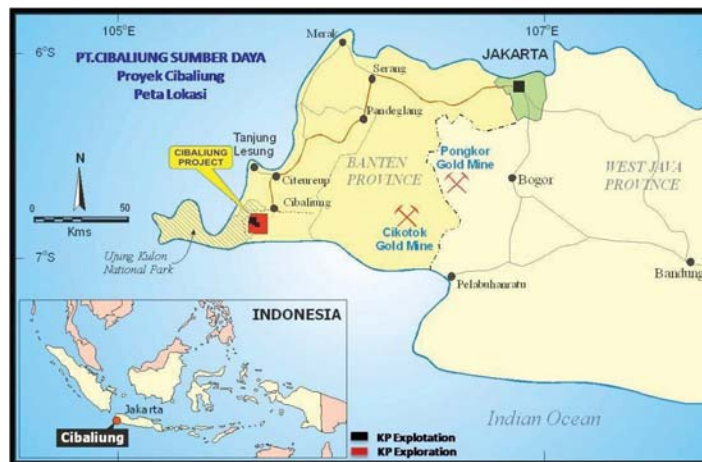 105°E
107°E
6°S
PT.CIBALIUNG SUMBER DAYA
Proyek Cibaliung
Peta Lokasi
Merak
JAKARTA
Serang
Pandeglang
Tanjung
Lesung
CIBALIUNG
PROJECT
BANTEN
PROVINCE
Pongkor
Gold Mine
WEST JAVA
PROVINCE
N
Citeureup
Bogor
Cibaliung
0
50
Kms
Cikotok
Gold Mine
Ujung Kulon
National Park
7°S
Pelabuhanratu
Bandung
INDONESIA
Jakarta
Cibaliung
Indian Ocean
KP Explotation
KP Exploration